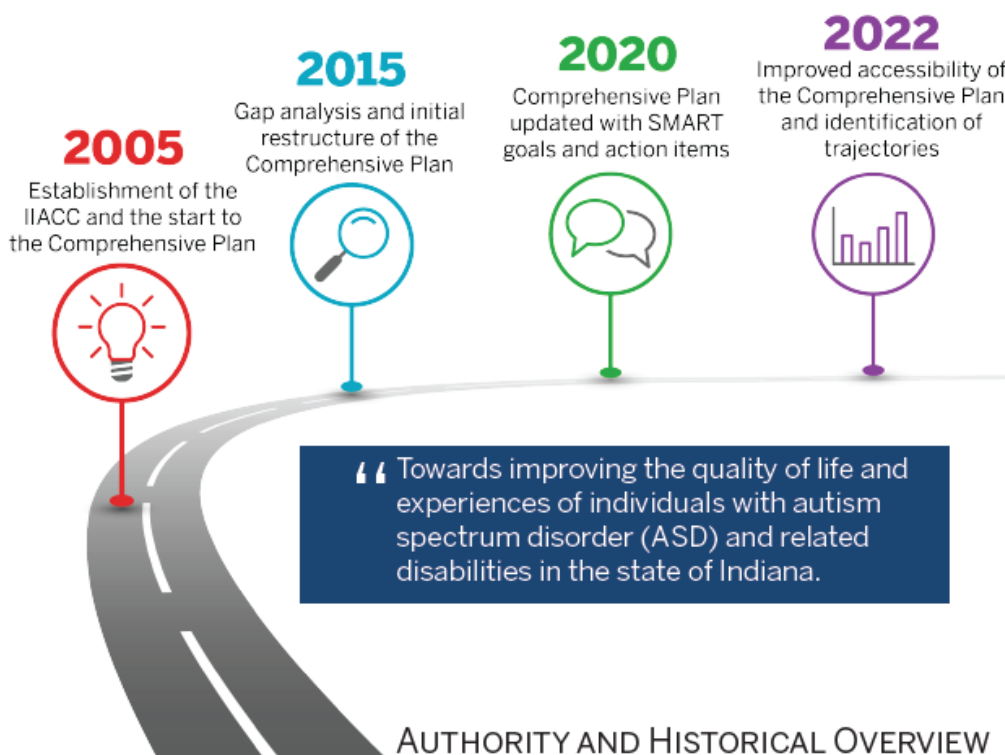 2005
Establishment of the
IIACC and the start to
the Comprehensive Plan
2015
Gap analysis and initial
restructure of the
Comprehensive Plan
2020
Comprehensive Plan
updated with SMART
goals and action items
2022
Improved accessibility of
the Comprehensive Plan
and identification of
trajectories
“ Towards improving the quality of life and
experiences of individuals with autism
spectrum disorder (ASD) and related
disabilities in the state of Indiana.
AUTHORITY AND HISTORICAL OVERVIEW